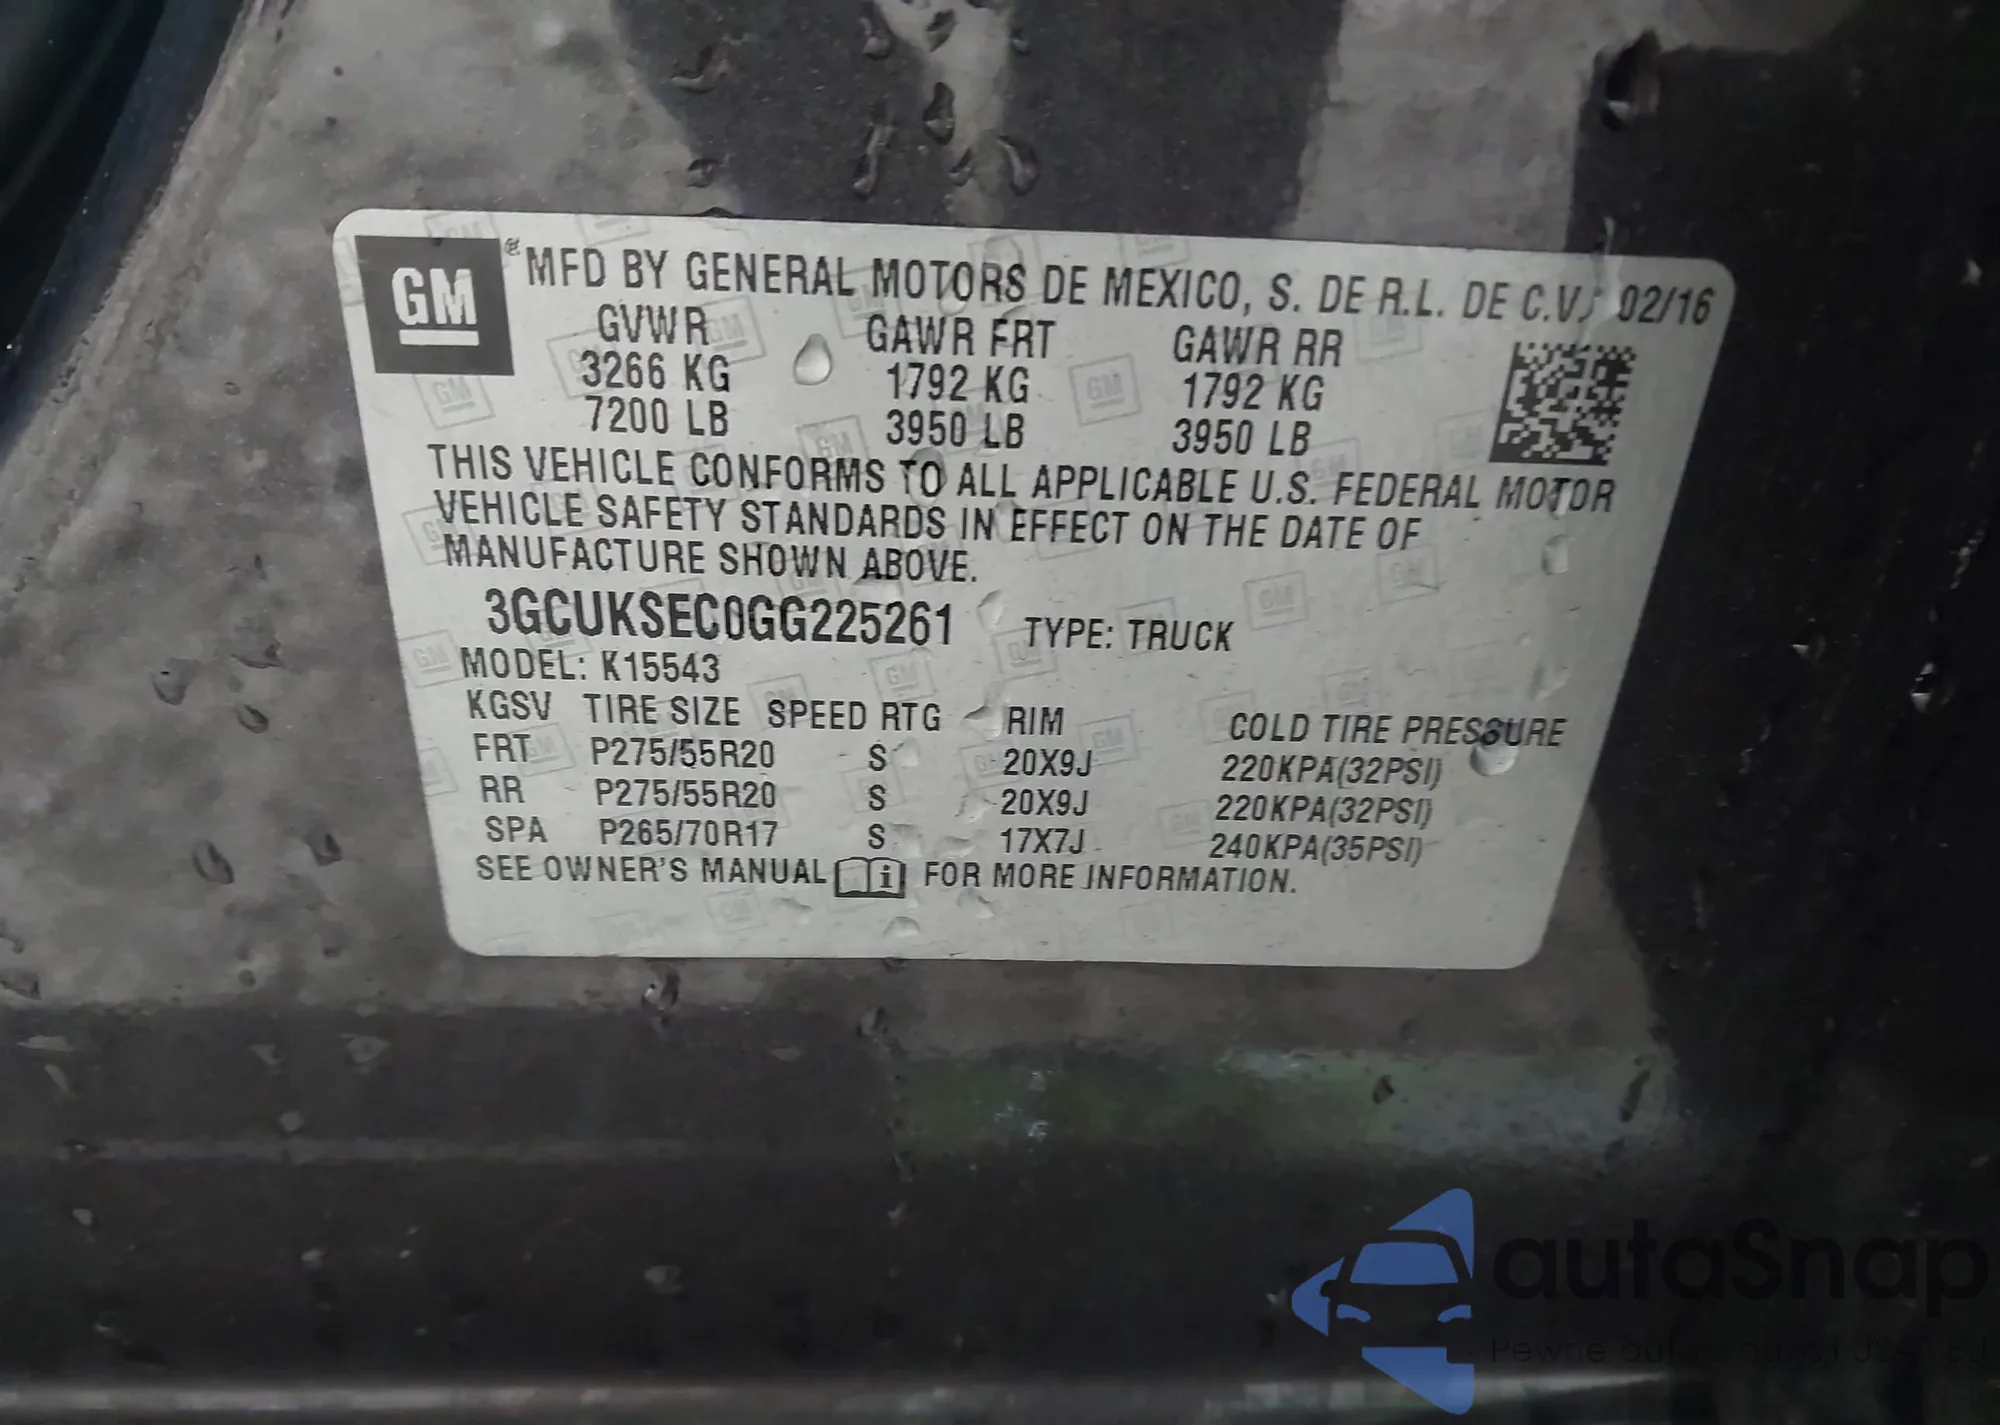 GM
® MFD BY GENERAL MOTORS DE MEXICO, S. DE R.L. DE C.V. 02/16
GVWR GAWR FRT GAWR RR
3266 KG 1792 KG 1792 KG
7200 LB 3950 LB 3950 LB
THIS VEHICLE CONFORMS TO ALL APPLICABLE U.S. FEDERAL MOTOR
VEHICLE SAFETY STANDARDS IN EFFECT ON THE DATE OF
MANUFACTURE SHOWN ABOVE.
3GCUKSEC0GG225261 TYPE: TRUCK
MODEL: K15543
KGSV TIRE SIZE SPEED RTG RIM COLD TIRE PRESSURE
FRT P275/55R20 S 20X9J 220KPA(32PSI)
RR P275/55R20 S 20X9J 220KPA(32PSI)
SPA P265/70R17 S 17X7J 240KPA(35PSI)
SEE OWNER'S MANUAL i FOR MORE INFORMATION.
autaSnap
Pewne